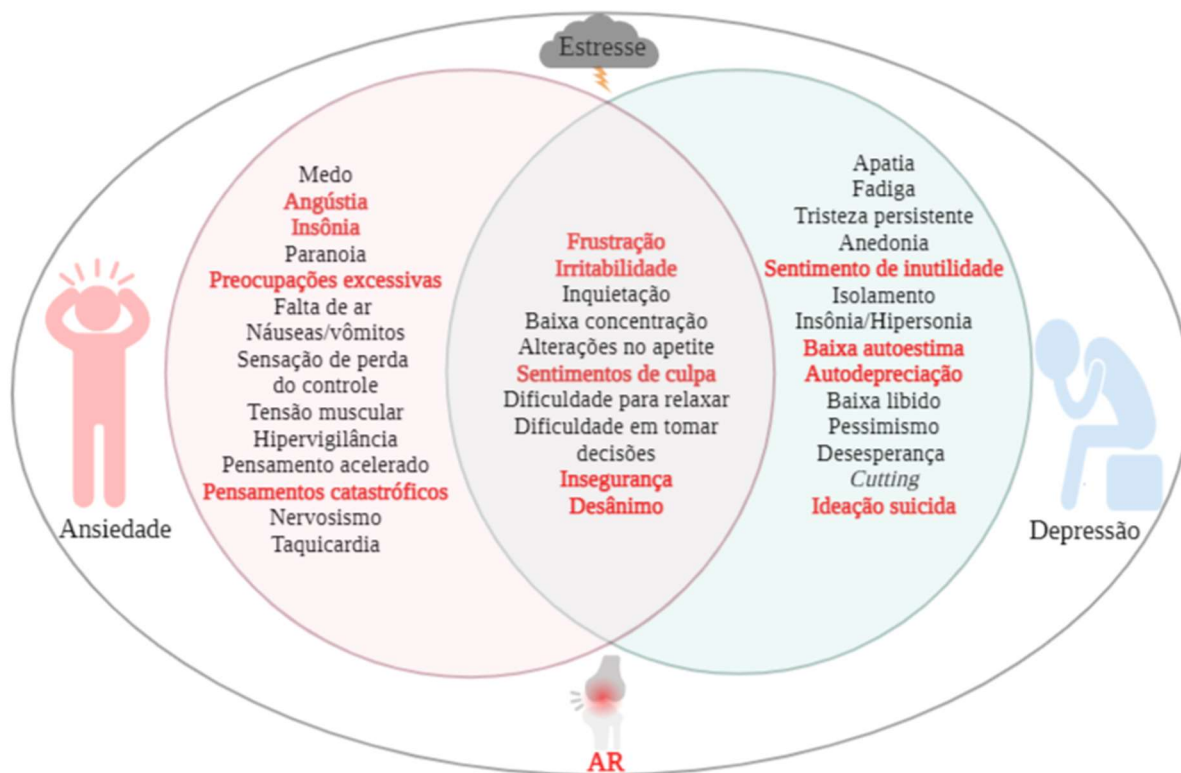 Estresse
Medo
Angústia
Insônia
Paranoia
Preocupações excessivas
Falta de ar
Náuseas/vômitos
Sensação de perda
do controle
Tensão muscular
Hipervigilância
Pensamento acelerado
Pensamentos catastróficos
Nervosismo
Taquicardia
Ansiedade
Frustração
Irritabilidade
Inquietação
Baixa concentração
Alterações no apetite
Sentimentos de culpa
Dificuldade para relaxar
Dificuldade em tomar
decisões
Insegurança
Desânimo
Apatia
Fadiga
Tristeza persistente
Anedonia
Sentimento de inutilidade
Isolamento
Insônia/Hipersonia
Baixa autoestima
Autodepreciação
Baixa libido
Pessimismo
Desesperança
Cutting
Ideação suicida
Depressão
AR